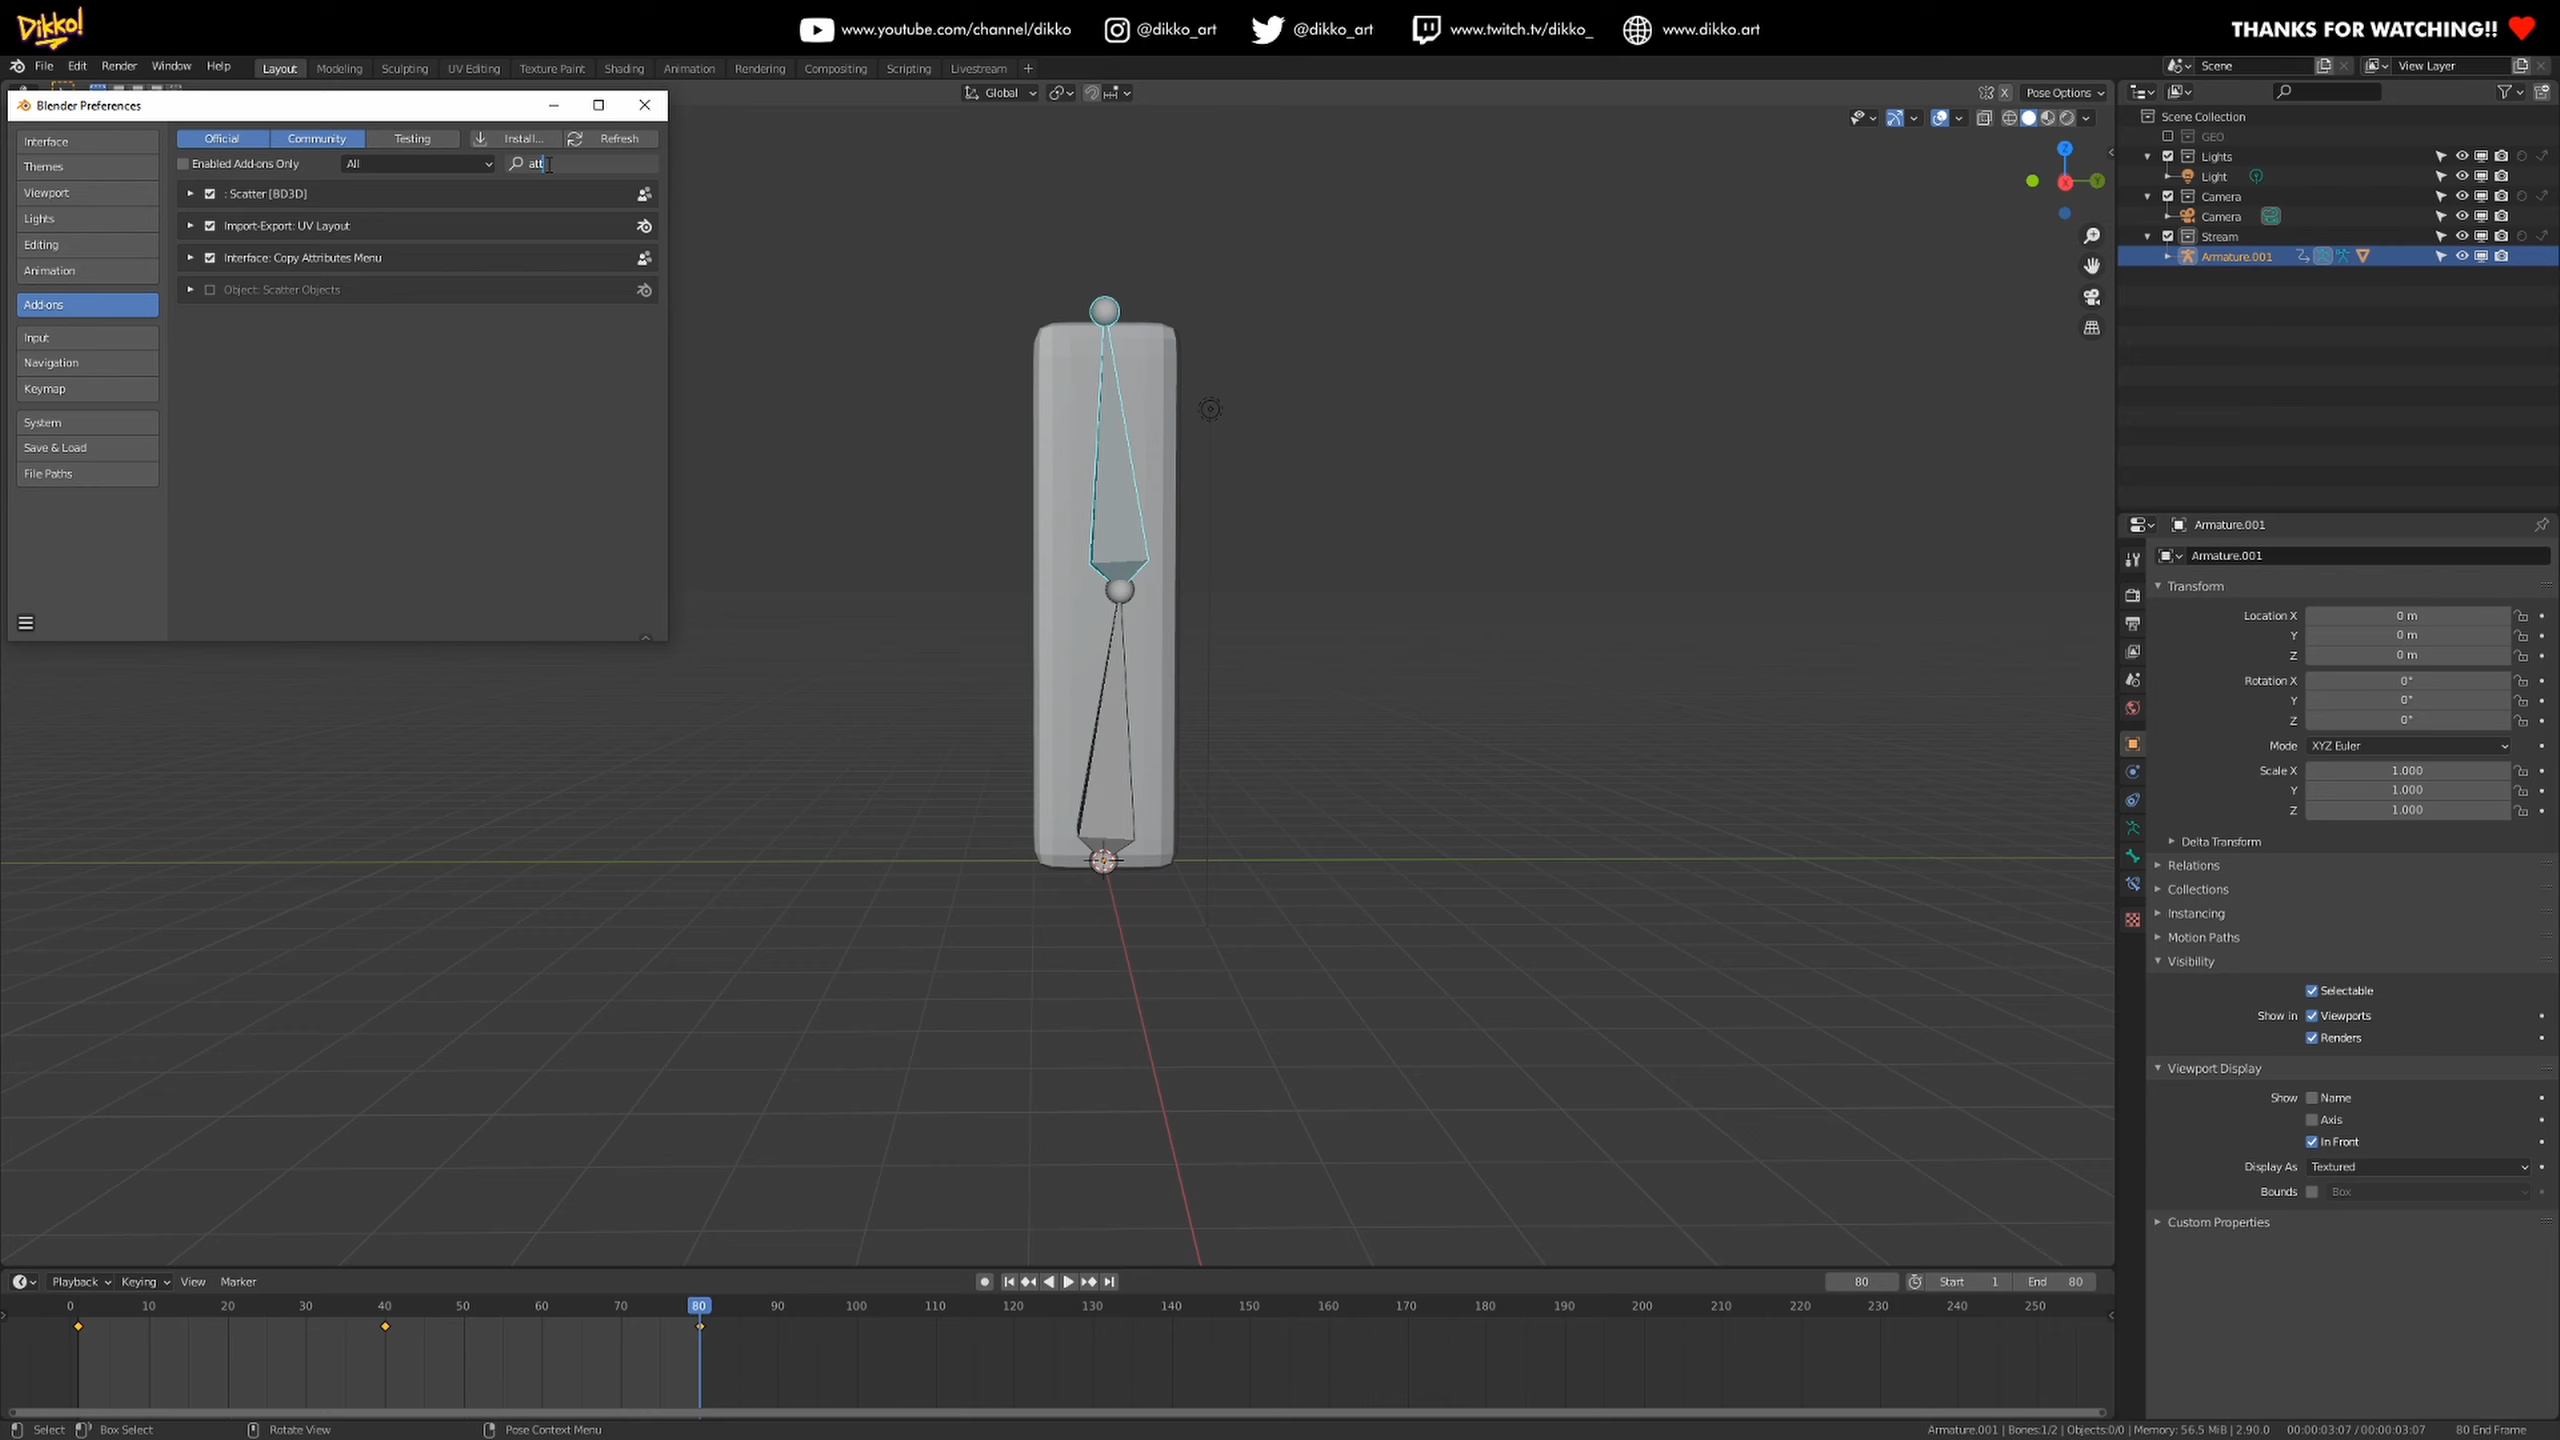 Dikko! www.youtube.com/channel/dikko @dikko_art @dikko_art www.twitch.tv/dikko_ www.dikko.art THANKS FOR WATCHING!!
File Edit Render Window Help Layout Modeling Sculpting UV Editing Texture Paint Shading Animation Rendering Compositing Scripting Livestream + Scene View Layer
Global X Pose Options
Blender Preferences
Interface
Themes
Viewport
Lights
Editing
Animation
Add-ons
Input
Navigation
Keymap
System
Save & Load
File Paths
Official Community Testing Install... Refresh
Enabled Add-ons Only All att
: Scatter [BD3D]
Import-Export: UV Layout
Interface: Copy Attributes Menu
Object: Scatter Objects
Z
X Y
Scene Collection
GEO
Lights
Light
Camera
Camera
Stream
Armature.001
Armature.001
Armature.001
Transform
Location X 0 m
Y 0 m
Z 0 m
Rotation X 0°
Y 0°
Z 0°
Mode XYZ Euler
Scale X 1.000
Y 1.000
Z 1.000
Delta Transform
Relations
Collections
Instancing
Motion Paths
Visibility
Selectable
Show in Viewports
Renders
Viewport Display
Show Name
Axis
In Front
Display As Textured
Bounds Box
Custom Properties
Playback Keying View Marker 80 Start 1 End 80
0 10 20 30 40 50 60 70 80 90 100 110 120 130 140 150 160 170 180 190 200 210 220 230 240 250
Select Box Select Rotate View Pose Context Menu Armature.001 | Bones:1/2 | Objects:0/0 | Memory: 56.5 MiB | 2.90.0 00:00:03:07 / 00:00:03:07 80 End Frame